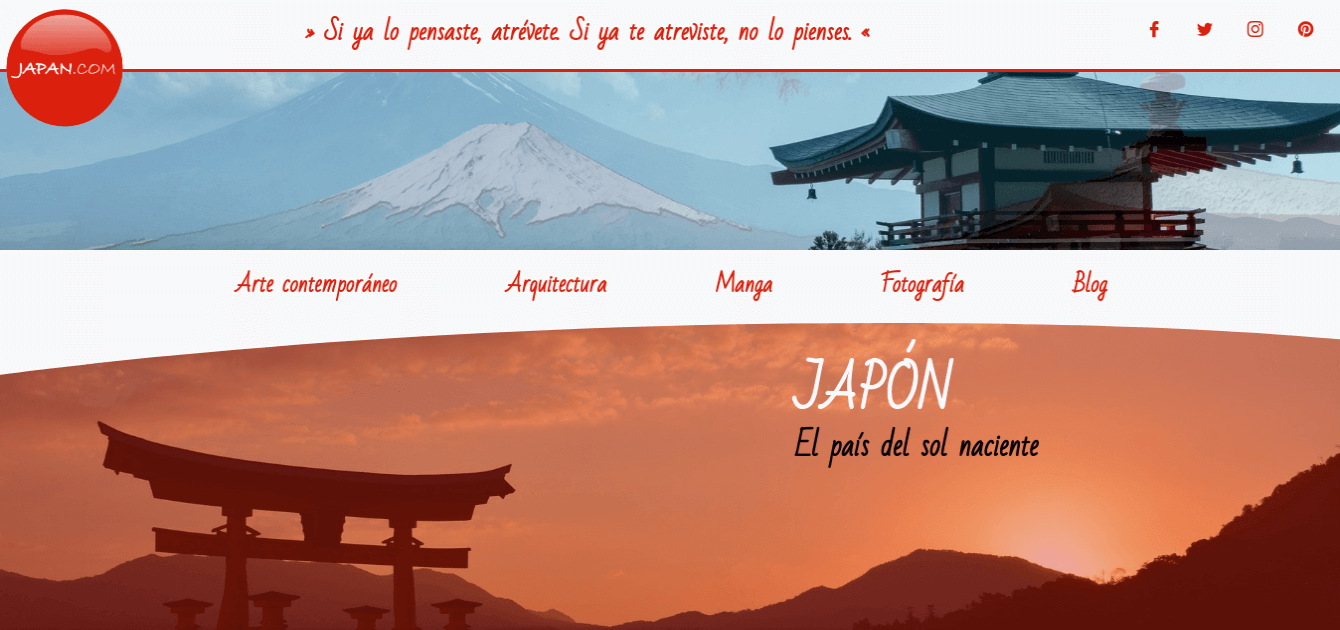 » Si ya lo pensaste, atrévete. Si ya te atreviste, no lo pienses. «
JAPAN.COM
Arte contemporáneo Arquitectura Manga Fotografía Blog
JAPÓN
El país del sol naciente